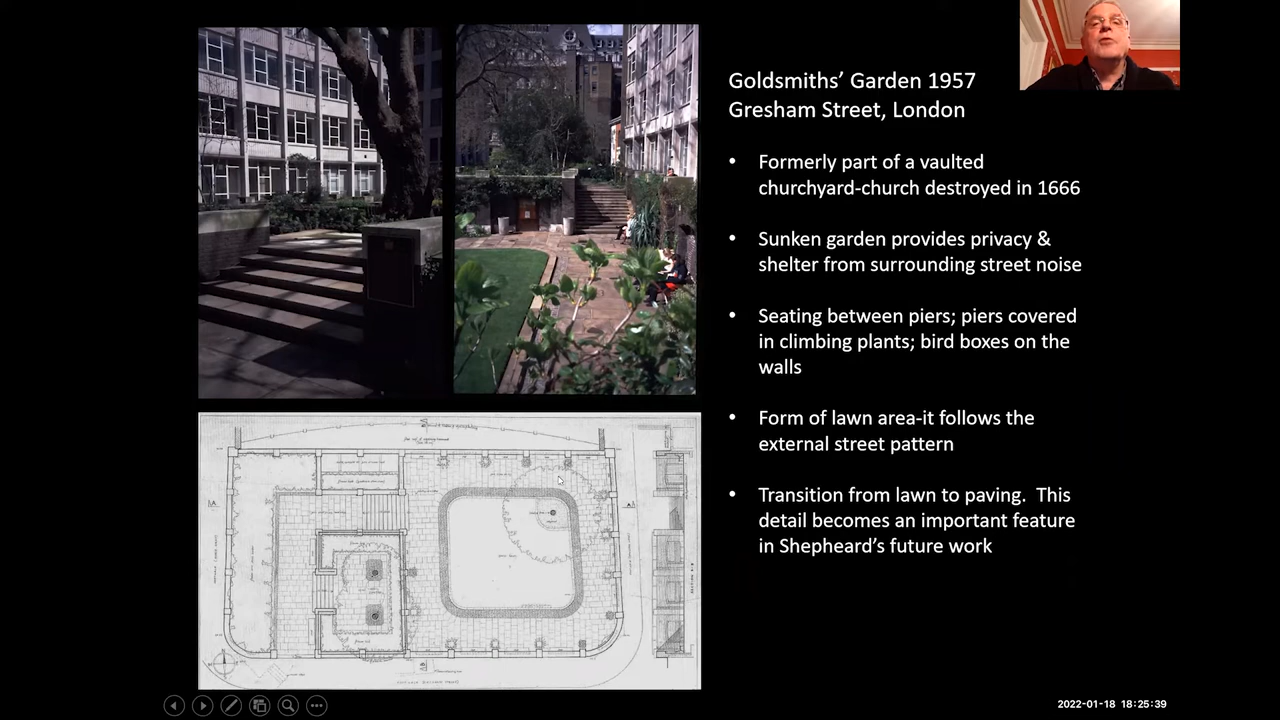 Goldsmiths’ Garden 1957
Gresham Street, London
• Formerly part of a vaulted
churchyard-church destroyed in 1666
• Sunken garden provides privacy &
shelter from surrounding street noise
• Seating between piers; piers covered
in climbing plants; bird boxes on the
walls
• Form of lawn area-it follows the
external street pattern
• Transition from lawn to paving.  This
detail becomes an important feature
in Shepheard’s future work
2022-01-18 18:25:39